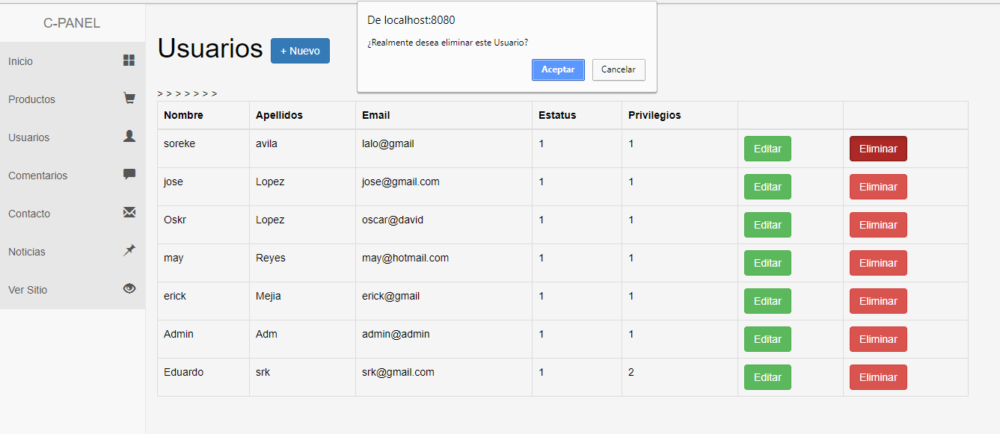 C-PANEL
Inicio
Productos
Usuarios
Comentarios
Contacto
Noticias
Ver Sitio
De localhost:8080
¿Realmente desea eliminar este Usuario?
Aceptar Cancelar
Usuarios + Nuevo
> > > > > > >
Nombre Apellidos Email Estatus Privilegios
soreke avila lalo@gmail 1 1 Editar Eliminar
jose Lopez jose@gmail.com 1 1 Editar Eliminar
Oskr Lopez oscar@david 1 1 Editar Eliminar
may Reyes may@hotmail.com 1 1 Editar Eliminar
erick Mejia erick@gmail 1 1 Editar Eliminar
Admin Adm admin@admin 1 1 Editar Eliminar
Eduardo srk srk@gmail.com 1 2 Editar Eliminar